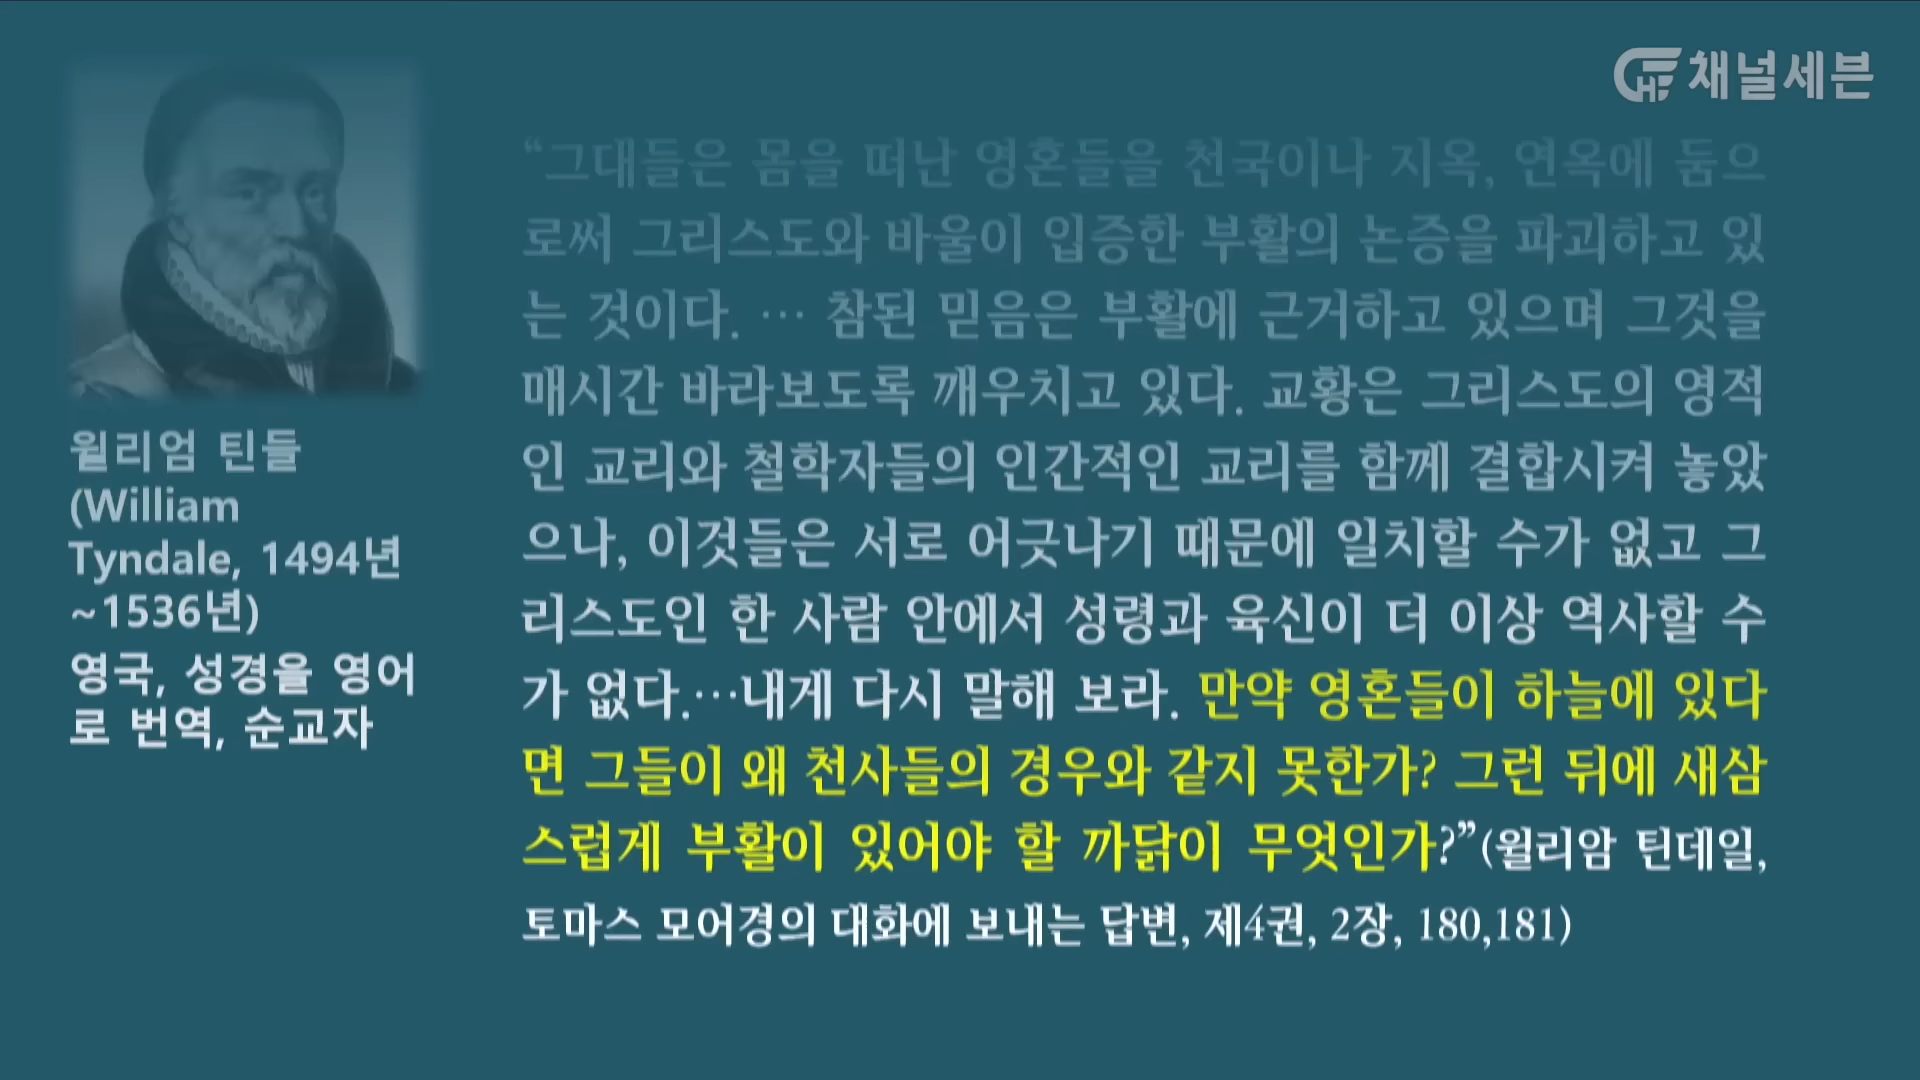 채널세븐
윌리엄 틴들
(William
Tyndale, 1494년
~1536년)
영국, 성경을 영어
로 번역, 순교자
“그대들은 몸을 떠난 영혼들을 천국이나 지옥, 연옥에 둠으
로써 그리스도와 바울이 입증한 부활의 논증을 파괴하고 있
는 것이다. … 참된 믿음은 부활에 근거하고 있으며 그것을
매시간 바라보도록 깨우치고 있다. 교황은 그리스도의 영적
인 교리와 철학자들의 인간적인 교리를 함께 결합시켜 놓았
으나, 이것들은 서로 어긋나기 때문에 일치할 수가 없고 그
리스도인 한 사람 안에서 성령과 육신이 더 이상 역사할 수
가 없다.…내게 다시 말해 보라. 만약 영혼들이 하늘에 있다
면 그들이 왜 천사들의 경우와 같지 못한가? 그런 뒤에 새삼
스럽게 부활이 있어야 할 까닭이 무엇인가?”(윌리암 틴데일,
토마스 모어경의 대화에 보내는 답변, 제4권, 2장, 180,181)